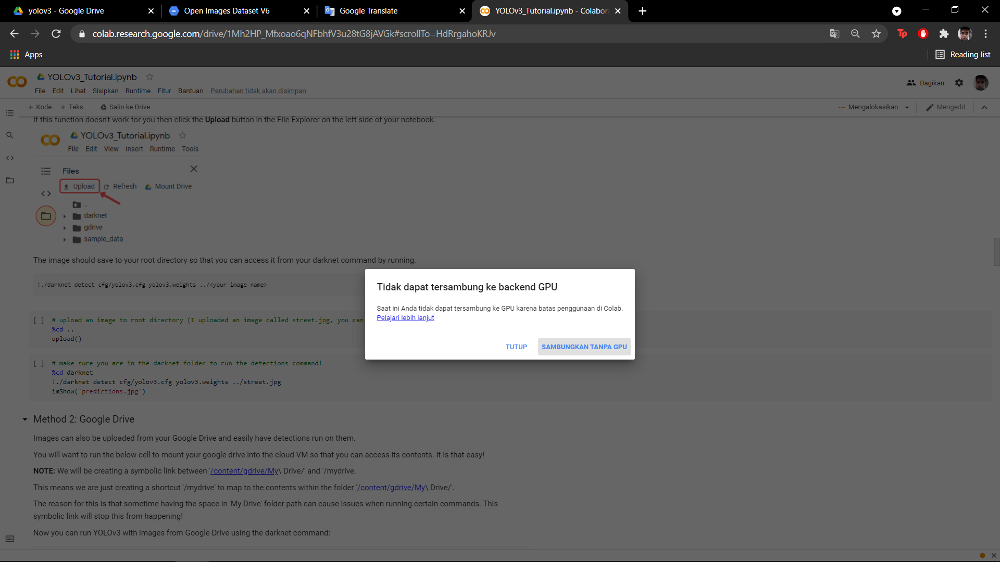 yolov3 - Google Drive
Open Images Dataset V6
Google Translate
YOLOv3_Tutorial.ipynb - Colabor
colab.research.google.com/drive/1Mh2HP_Mfxoao6qNFbhfV3u28tG8jAVGk#scrollTo=HdRrgahoKRJv
Tp
Apps
Reading list
YOLOv3_Tutorial.ipynb
Bagikan
File Edit Lihat Sisipkan Runtime Fitur Bantuan Perubahan tidak akan disimpan
+ Kode + Teks Salin ke Drive
Mengalokasikan
Mengedit
If this function doesn't work for you then click the Upload button in the File Explorer on the left side of your notebook.
YOLOv3_Tutorial.ipynb
File Edit View Insert Runtime Tools
Files
Upload Refresh Mount Drive
..
darknet
gdrive
sample_data
The image should save to your root directory so that you can access it from your darknet command by running.
!./darknet detect cfg/yolov3.cfg yolov3.weights ../<your image name>
[ ] # upload an image to root directory (I uploaded an image called street.jpg, you can
%cd ..
upload()
[ ] # make sure you are in the darknet folder to run the detections command!
%cd darknet
!./darknet detect cfg/yolov3.cfg yolov3.weights ../street.jpg
imShow('predictions.jpg')
Tidak dapat tersambung ke backend GPU
Saat ini Anda tidak dapat tersambung ke GPU karena batas penggunaan di Colab.
Pelajari lebih lanjut
TUTUP
SAMBUNGKAN TANPA GPU
Method 2: Google Drive
Images can also be uploaded from your Google Drive and easily have detections run on them.
You will want to run the below cell to mount your google drive into the cloud VM so that you can access its contents. It is that easy!
NOTE: We will be creating a symbolic link between '/content/gdrive/My\ Drive/' and '/mydrive.
This means we are just creating a shortcut '/mydrive' to map to the contents within the folder '/content/gdrive/My\ Drive/'.
The reason for this is that sometime having the space in 'My Drive' folder path can cause issues when running certain commands. This
symbolic link will stop this from happening!
Now you can run YOLOv3 with images from Google Drive using the darknet command: